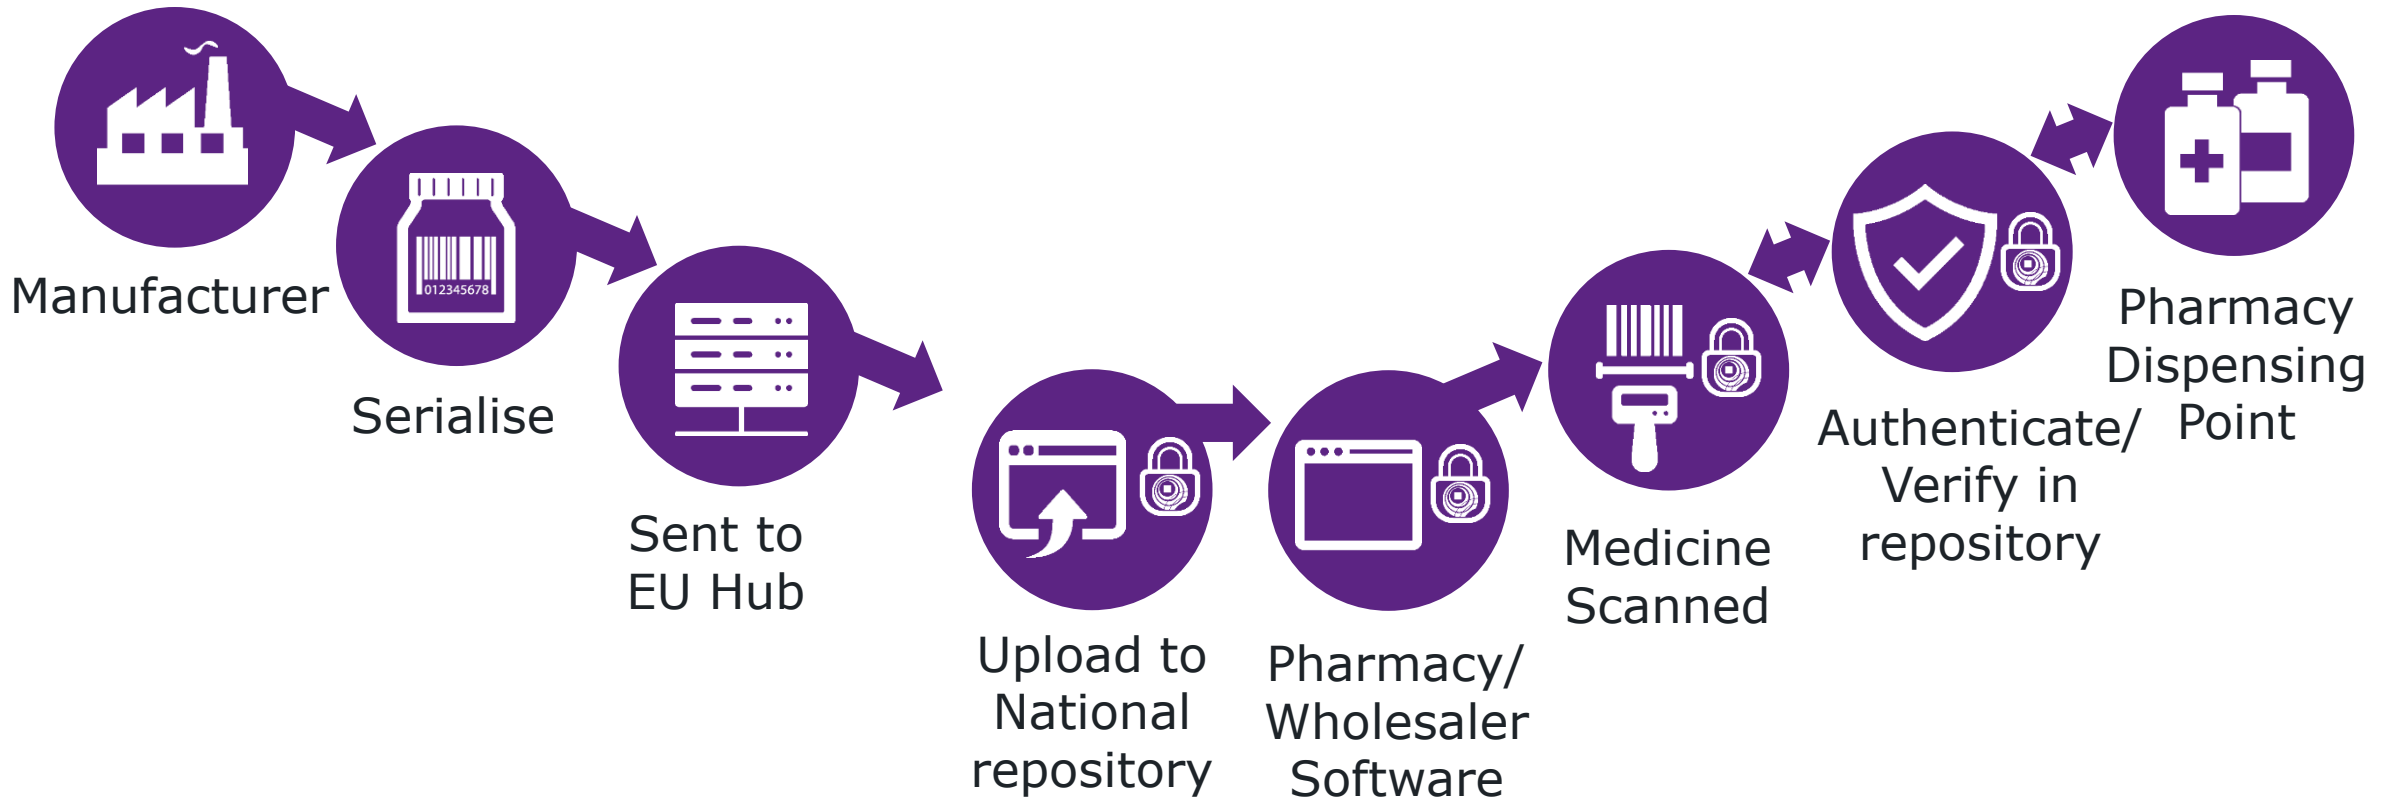 Manufacturer
012345678
Serialise
Sent to
EU Hub
Upload to
National
repository
Pharmacy/
Wholesaler
Software
Medicine
Scanned
Authenticate/
Verify in
repository
Pharmacy
Dispensing
Point